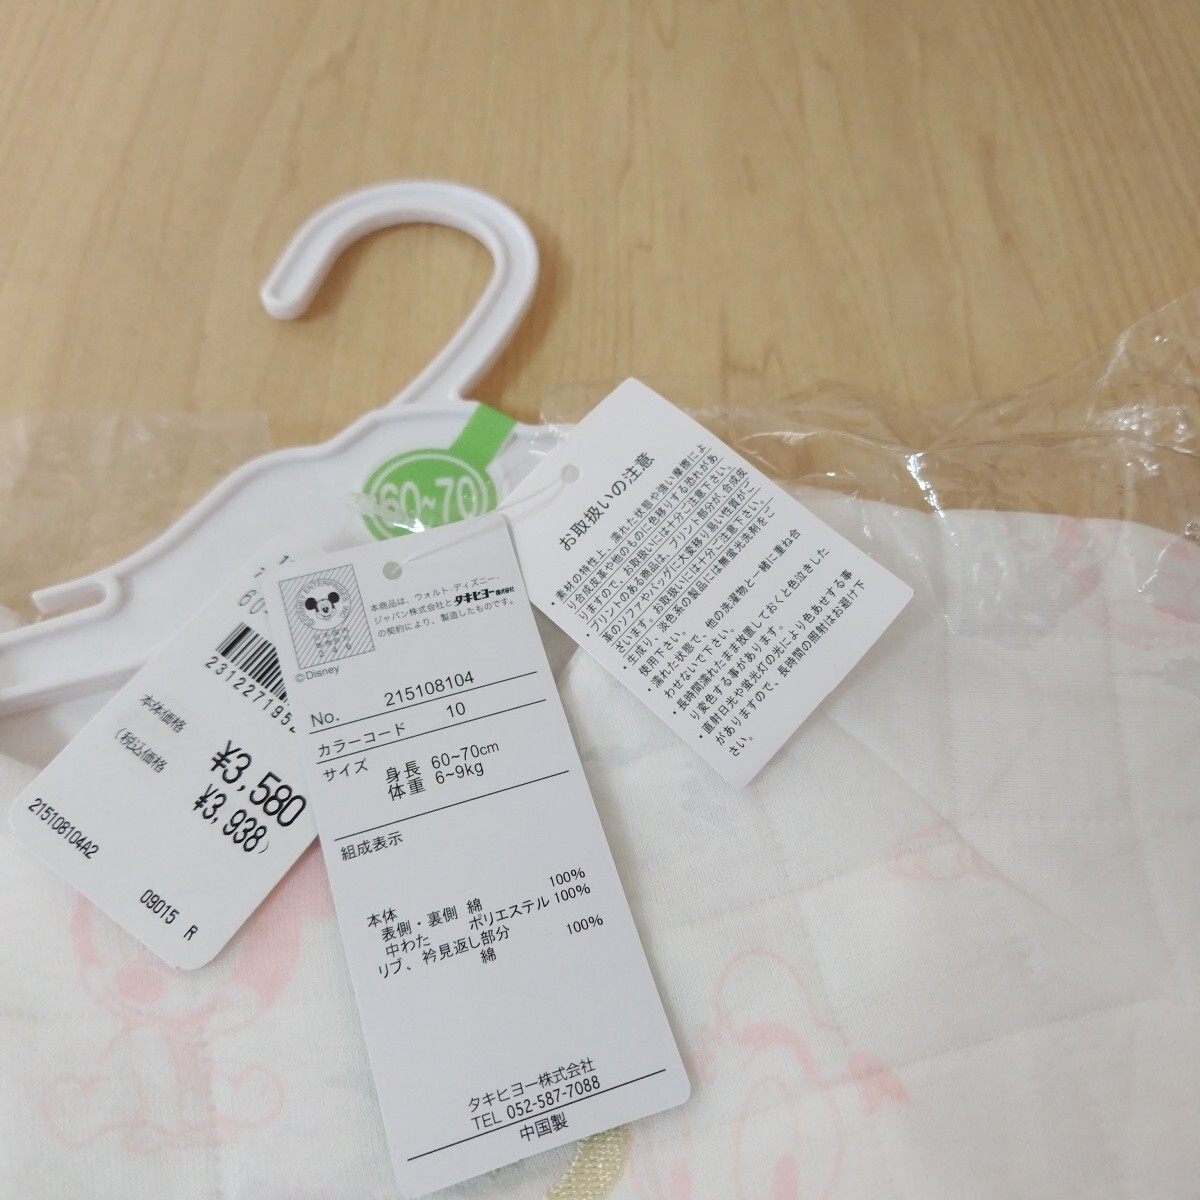 60~70
60-
231227195
本体価格
¥3,580
(税込価格
¥3,938)
215108104A2
09015 R
本商品は、ウォルト・ディズニー・
ジャパン株式会社とタキヒヨー株式会社
の契約により、製造したものです。
©Disney
No. 215108104
カラーコード 10
サイズ 身長 60~70cm
体重 6~9kg
組成表示
本体
表側・裏側 綿 100%
中わた ポリエステル 100%
リブ、衿見返し部分
綿 100%
タキヒヨー株式会社
TEL 052-587-7088
中国製
お取扱いの注意
・素材の特性上、濡れた状態や強い摩擦によ
り合成皮革や他のものに色移りする恐れがあ
りますので、お取扱いには十分ご注意下さい。
・プリントのある商品は、プリント部分が、合成皮
革のソファやバッグに大変移り易い性質がご
ざいます。お取扱いには十分ご注意下さい。
・生成り、淡色系の製品には無蛍光洗剤をご
使用下さい。
・濡れた状態で、他の洗濯物と一緒に重ね合
わせないで下さい。
・長時間濡れたまま放置しておくと色泣きした
り変色する事があります。
・直射日光や蛍光灯の光により色あせする事
がありますので、長時間の照射はお避け下
さい。